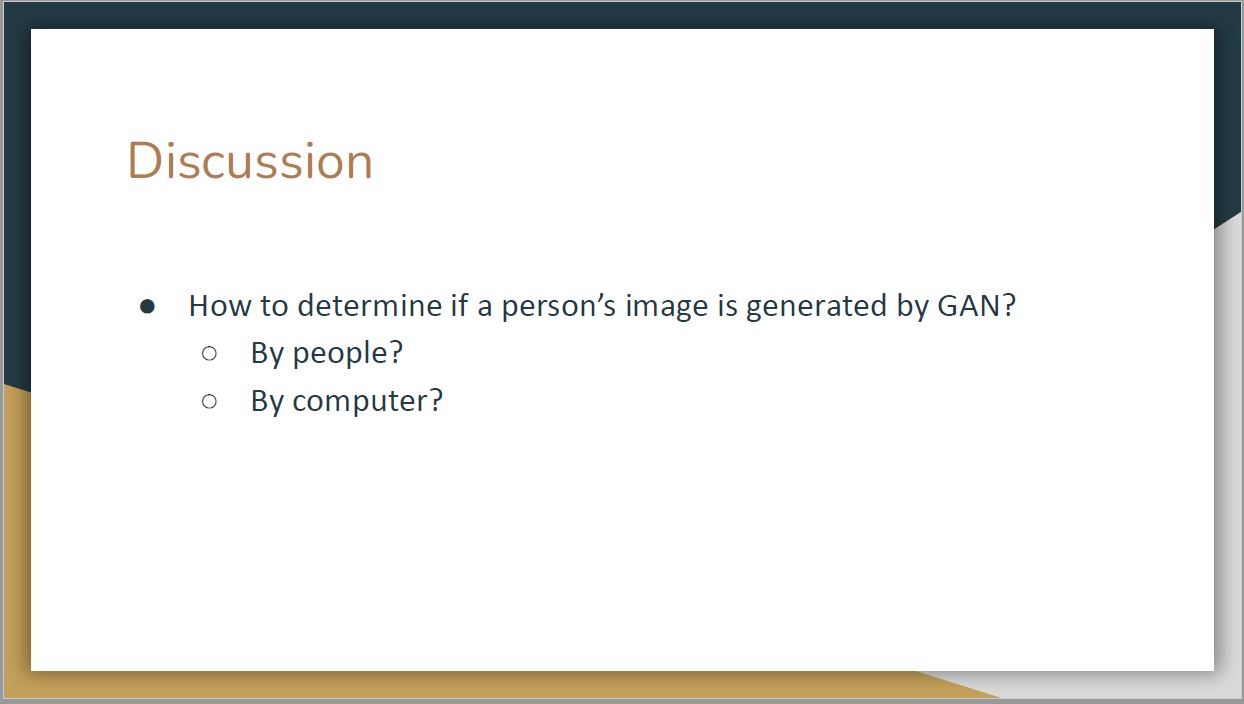 Discussion
● How to determine if a person’s image is generated by GAN?
○ By people?
○ By computer?